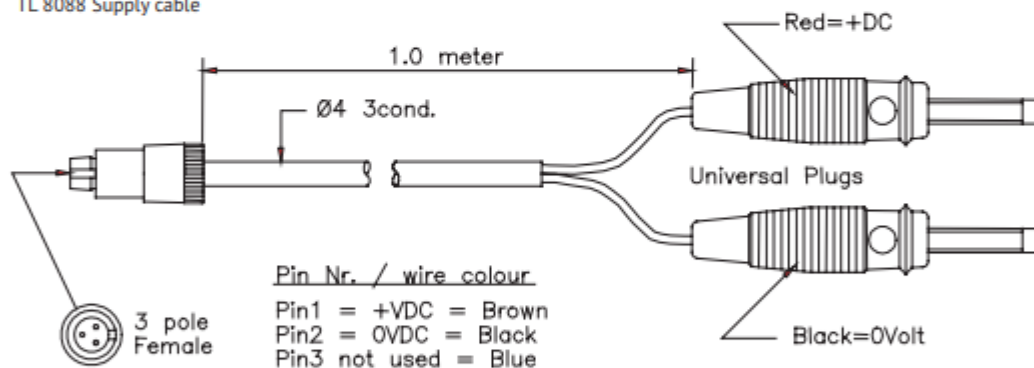 TL 8088 Supply cable
Red=+DC
1.0 meter
Ø4 3cond.
Universal Plugs
Pin Nr. / wire colour
Pin1 = +VDC = Brown
Pin2 = 0VDC = Black
Pin3 not used = Blue
3 pole
Female
Black=0Volt